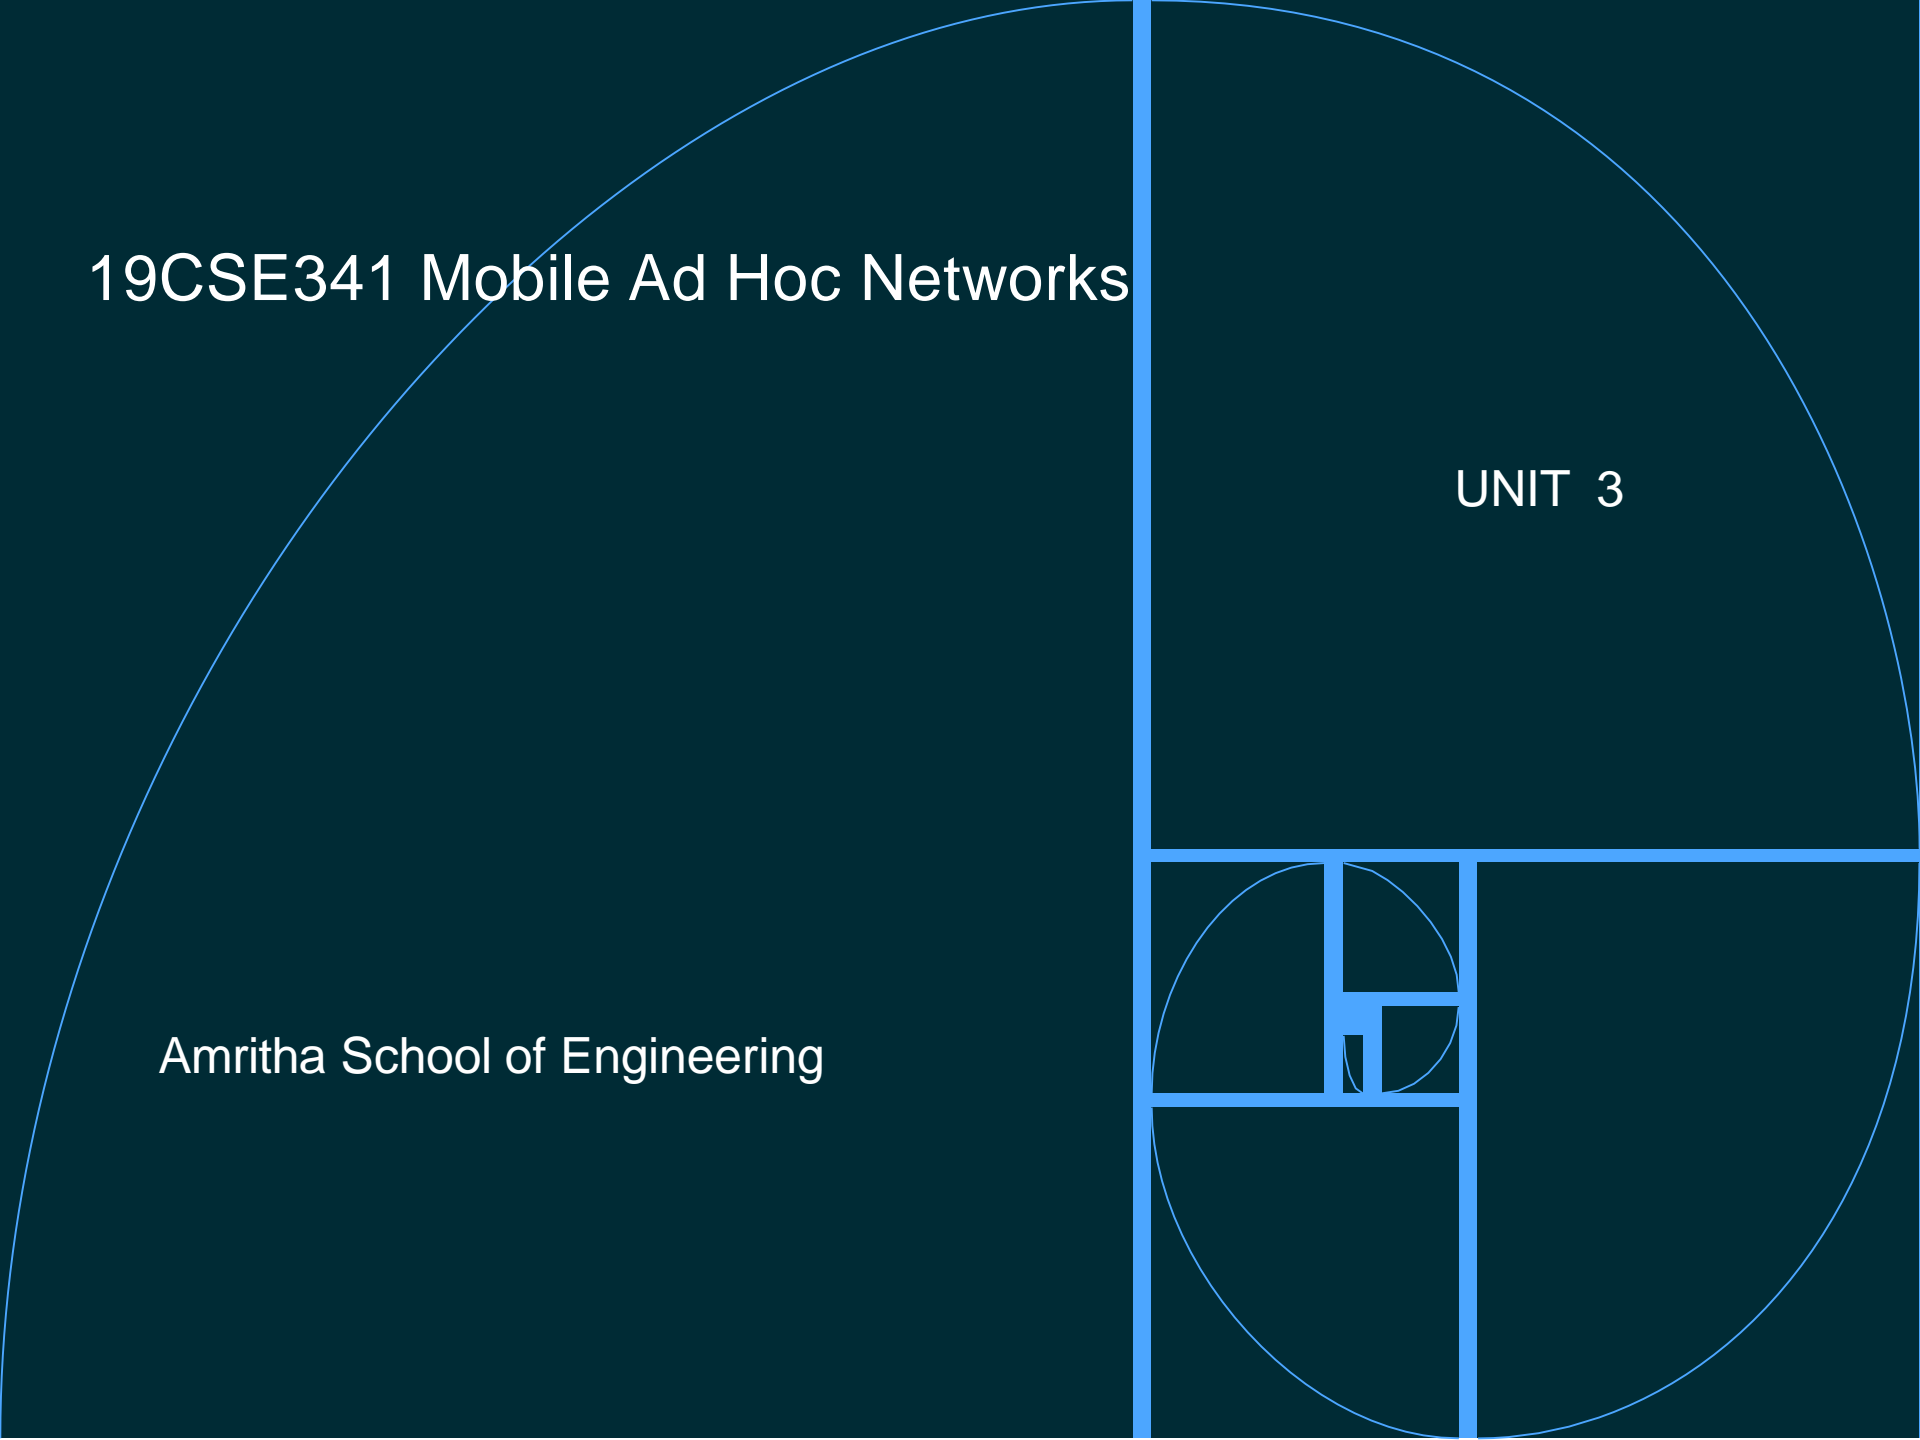 19CSE341 Mobile Ad Hoc Networks
UNIT 3
Amritha School of Engineering